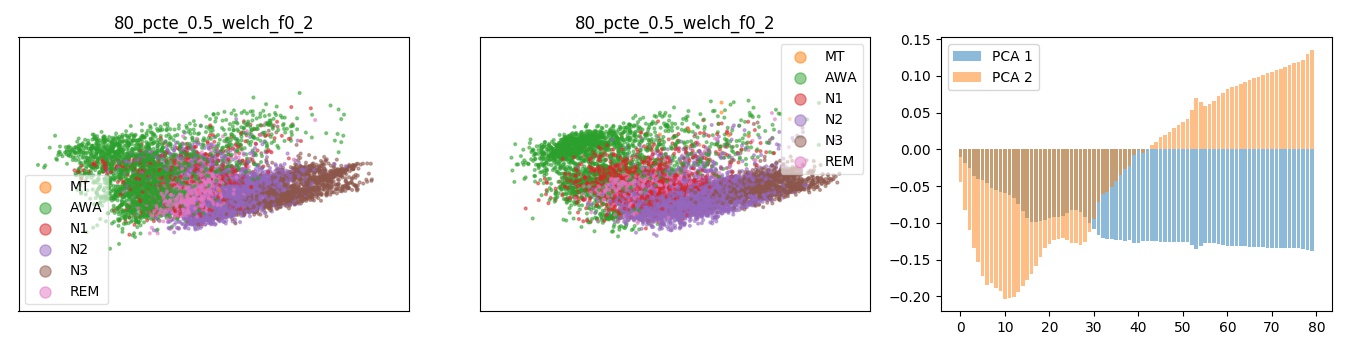 80_pcte_0.5_welch_f0_2
MT
AWA
N1
N2
N3
REM
80_pcte_0.5_welch_f0_2
MT
AWA
N1
N2
N3
REM
PCA 1
PCA 2
0.15
0.10
0.05
0.00
−0.05
−0.10
−0.15
−0.20
0 10 20 30 40 50 60 70 80